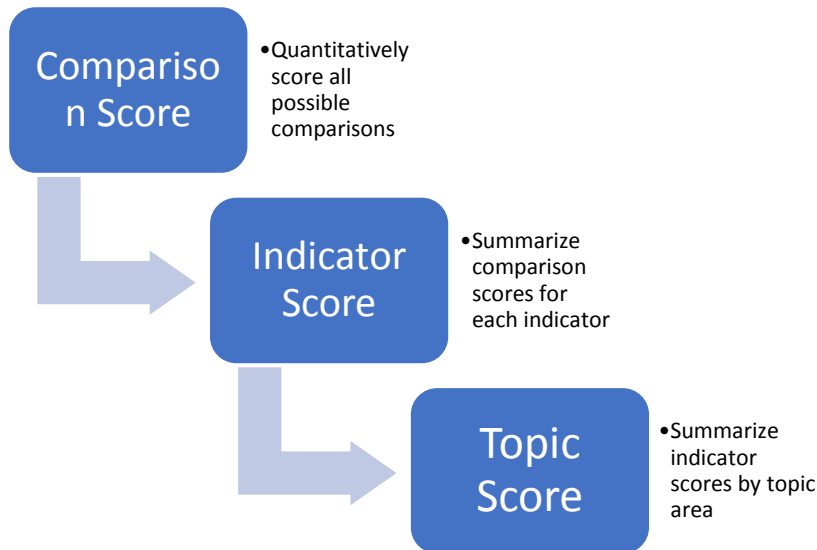 Compariso
n Score
•Quantitatively
score all
possible
comparisons
Indicator
Score
•Summarize
comparison
scores for
each indicator
Topic
Score
•Summarize
indicator
scores by topic
area